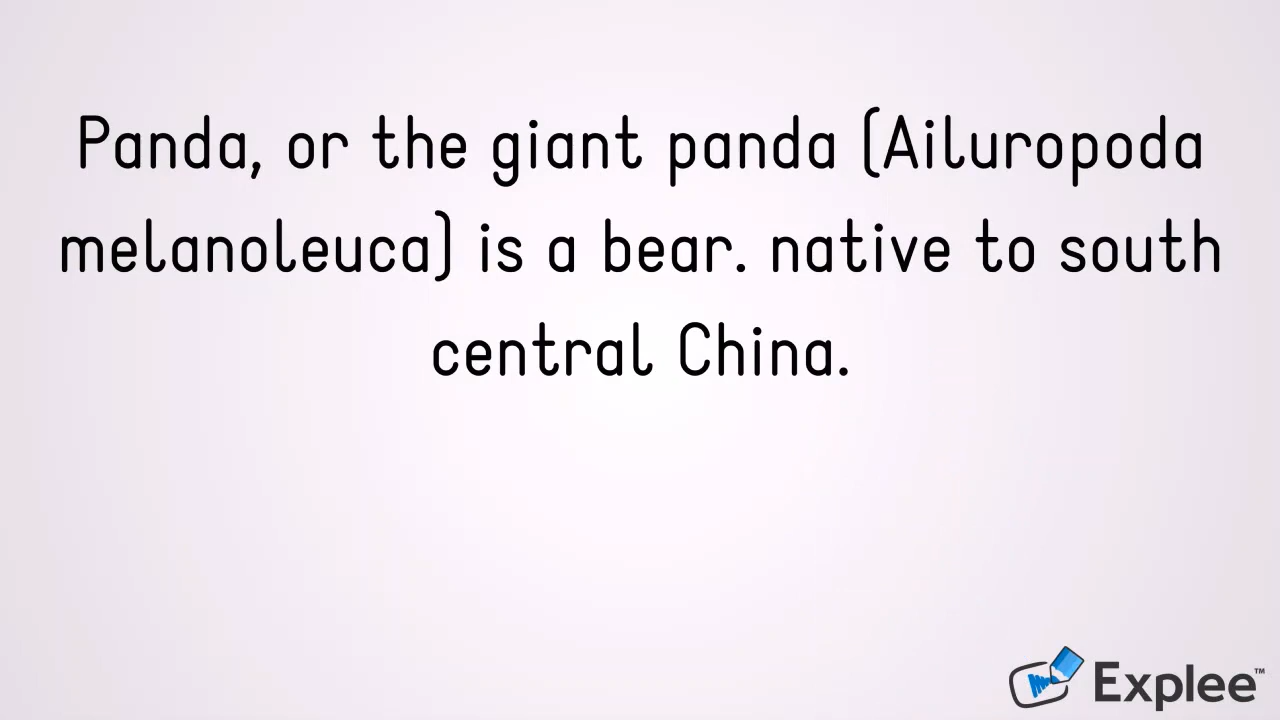 Panda, or the giant panda (Ailuropoda
melanoleuca) is a bear. native to south
central China.
Explee™